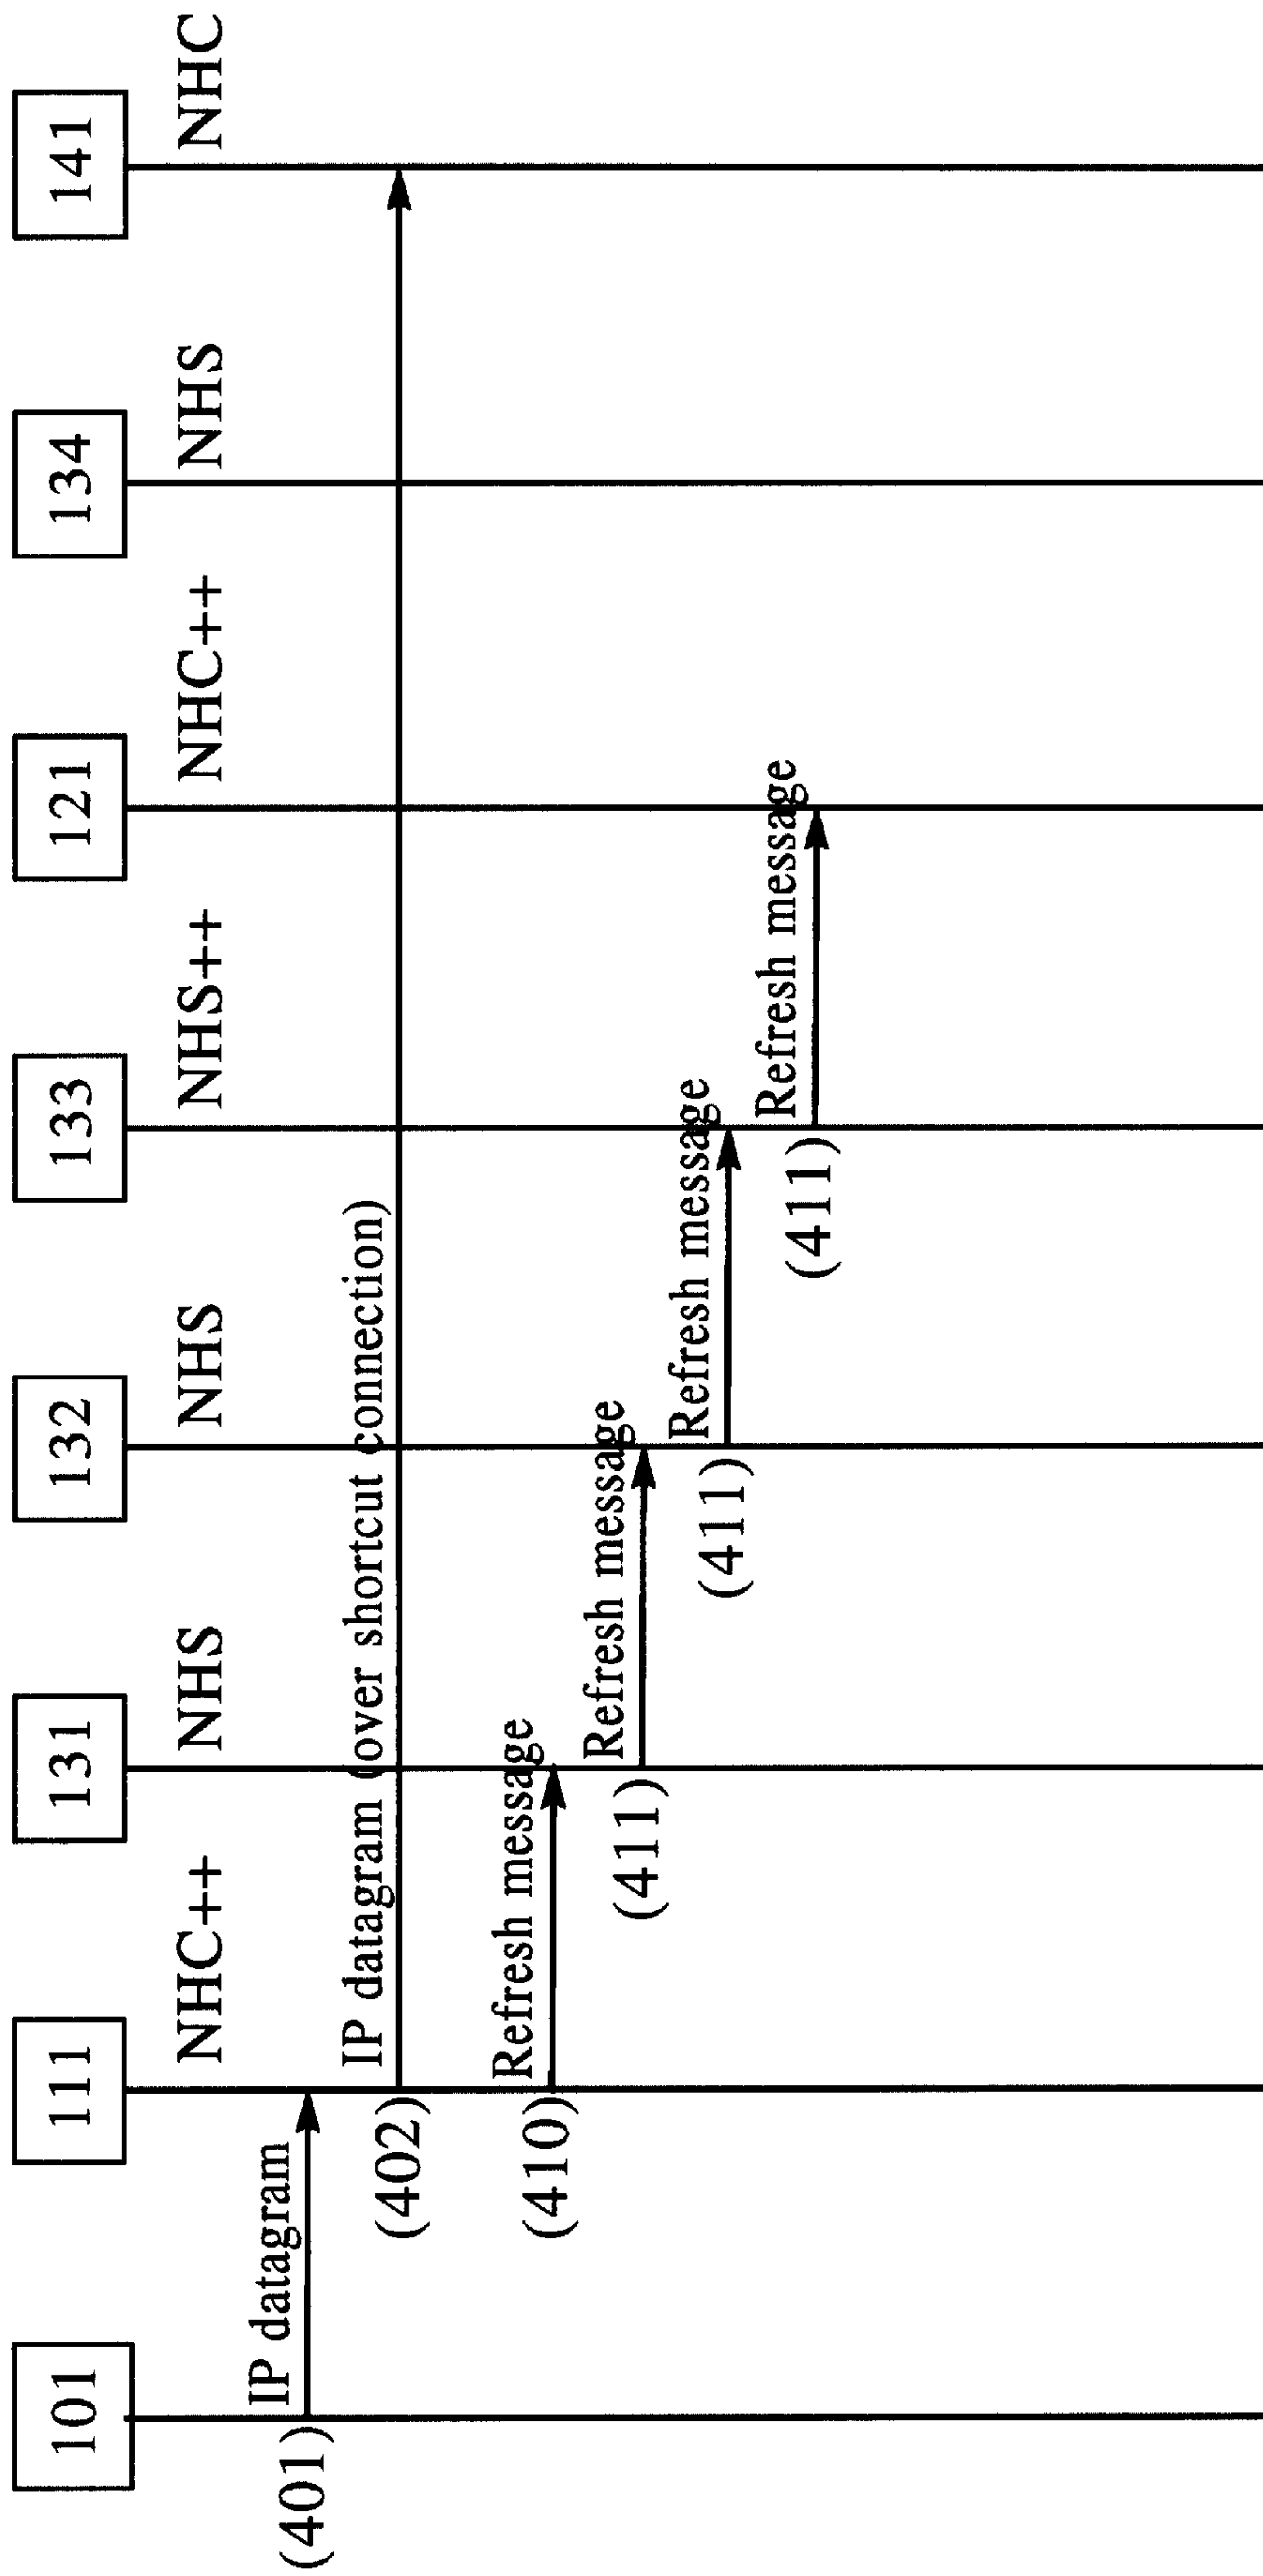 101
111
131
132
133
121
134
141
NHC++
NHS
NHS
NHS++
NHC++
NHS
NHC
IP datagram
(401)
IP datagram (over shortcut connection)
(402)
Refresh message
(410)
Refresh message
(411)
Refresh message
(411)
Refresh message
(411)